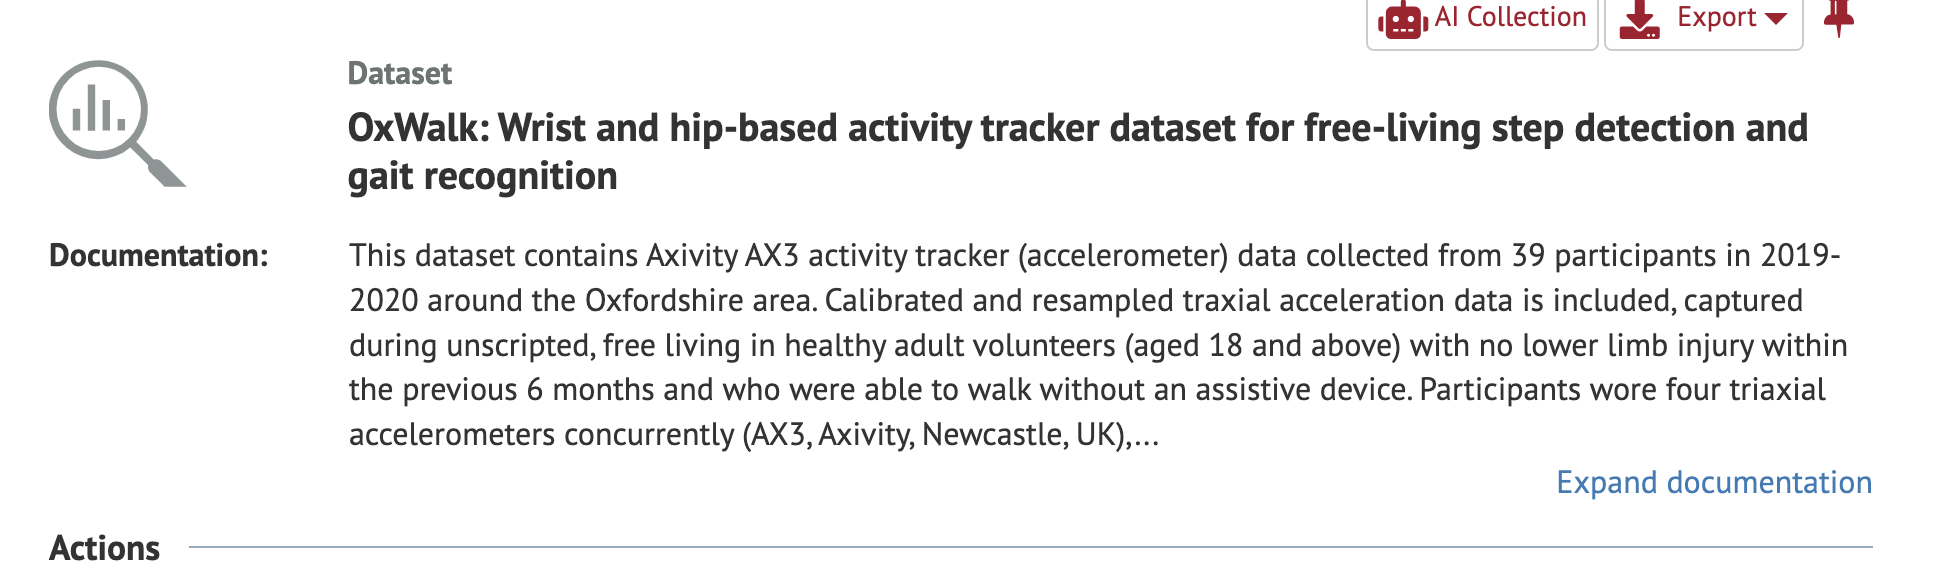 AI Collection
Export
Dataset
OxWalk: Wrist and hip-based activity tracker dataset for free-living step detection and
gait recognition
Documentation:
This dataset contains Axivity AX3 activity tracker (accelerometer) data collected from 39 participants in 2019-
2020 around the Oxfordshire area. Calibrated and resampled traxial acceleration data is included, captured
during unscripted, free living in healthy adult volunteers (aged 18 and above) with no lower limb injury within
the previous 6 months and who were able to walk without an assistive device. Participants wore four triaxial
accelerometers concurrently (AX3, Axivity, Newcastle, UK),...
Expand documentation
Actions